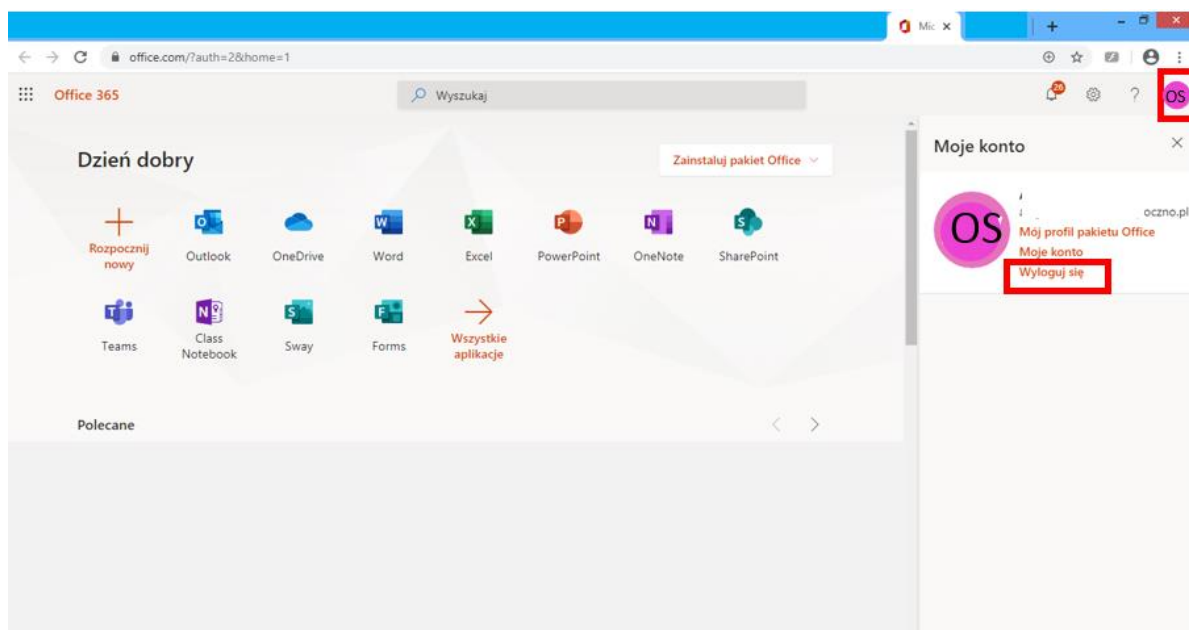 Mic
office.com/?auth=2&home=1
Office 365
Wyszukaj
26
?
OS
Dzień dobry
Zainstaluj pakiet Office
Moje konto
OS
oczno.pl
Mój profil pakietu Office
Moje konto
Wyloguj się
Rozpocznij
nowy
Outlook
OneDrive
Word
Excel
PowerPoint
OneNote
SharePoint
Teams
Class
Notebook
Sway
Forms
Wszystkie
aplikacje
Polecane